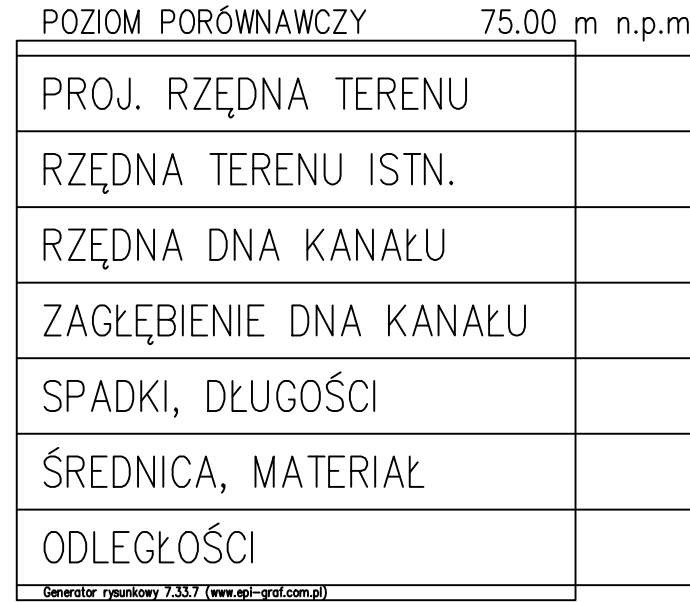 POZIOM PORÓWNAWCZY 75.00 m n.p.m
PROJ. RZĘDNA TERENU
RZĘDNA TERENU ISTN.
RZĘDNA DNA KANAŁU
ZAGŁĘBIENIE DNA KANAŁU
SPADKI, DŁUGOŚCI
ŚREDNICA, MATERIAŁ
ODLEGŁOŚCI
Generator rysunkowy 7.33.7 (www.epi-graf.com.pl)